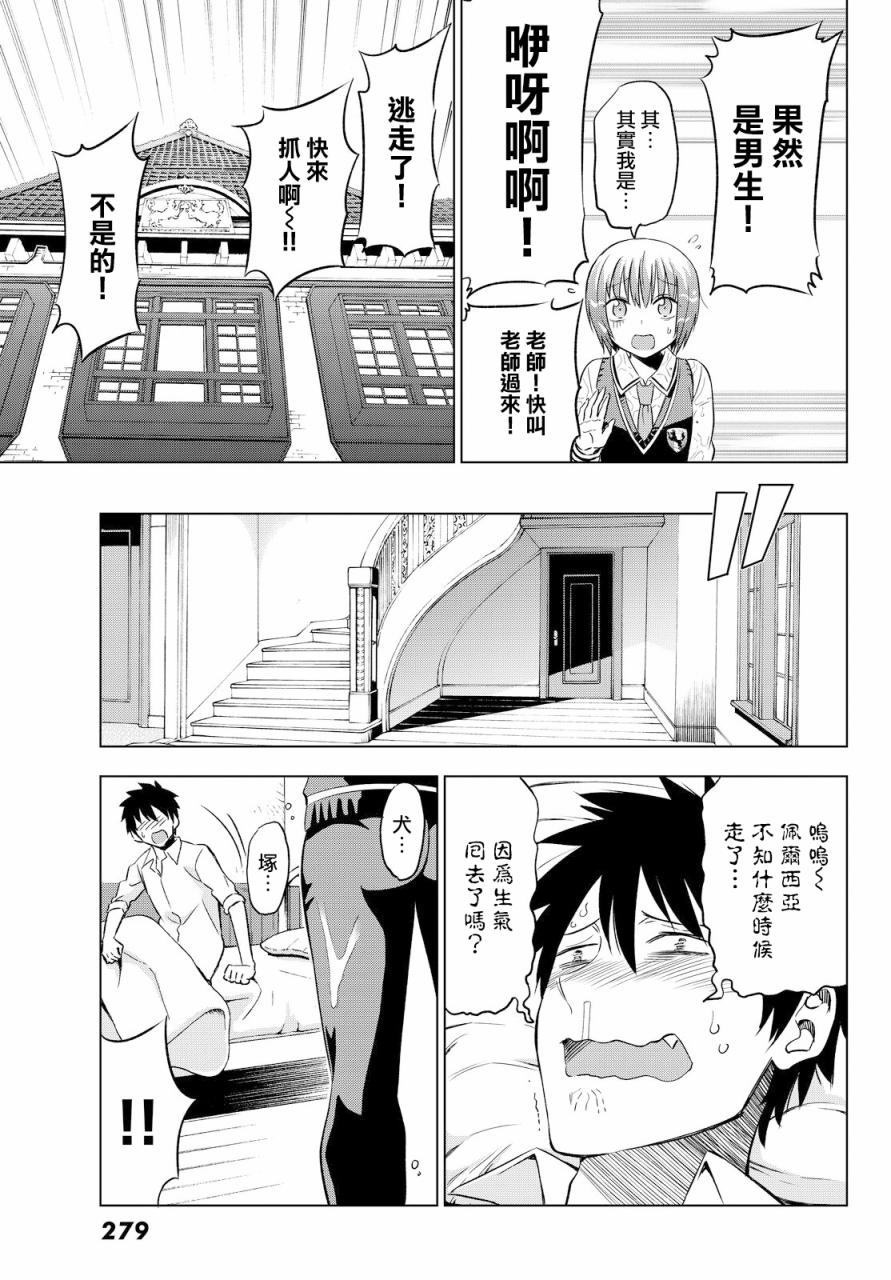 果然
是男生！
其…
其實我是…
咿呀啊啊！
老師！快叫
老師過來！
逃走了！
快來
抓人啊～!!
不是的！
嗚嗚～
佩爾西亞
不知什麼時候
走了…
因為生氣
回去了嗎？
犬…
塚…
!!
279